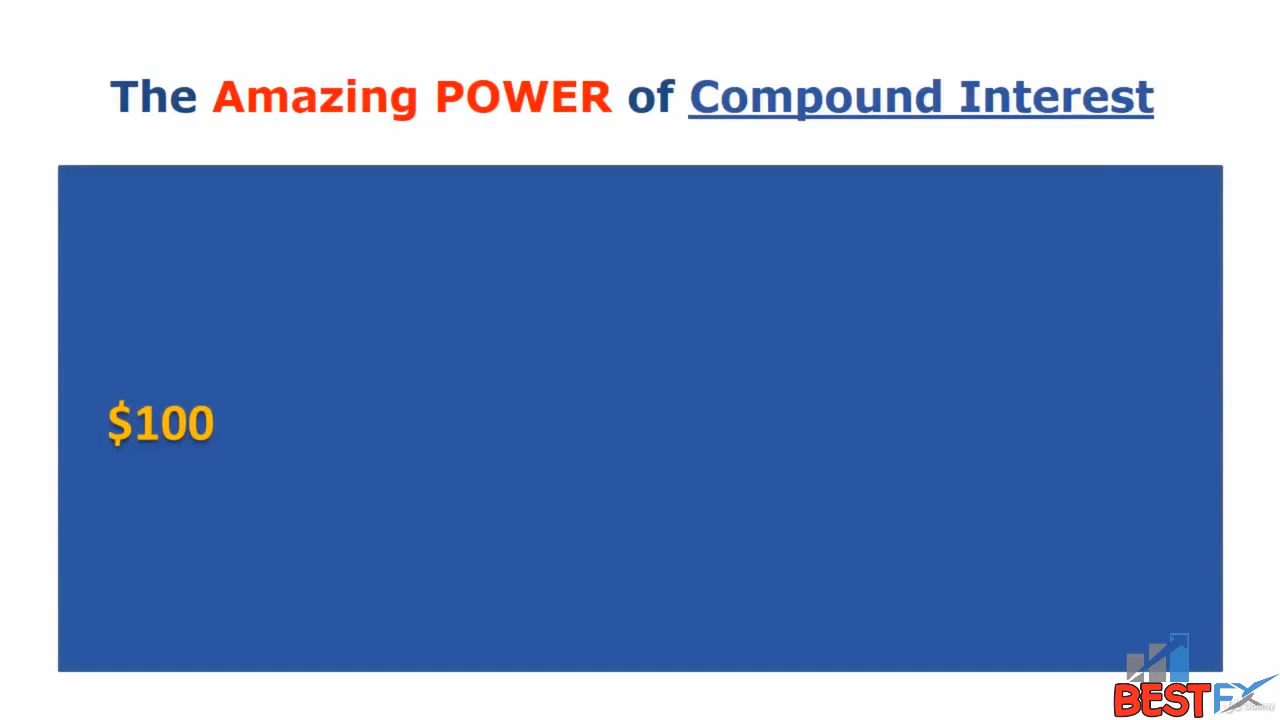 The Amazing POWER of Compound Interest
$100
BESTFX